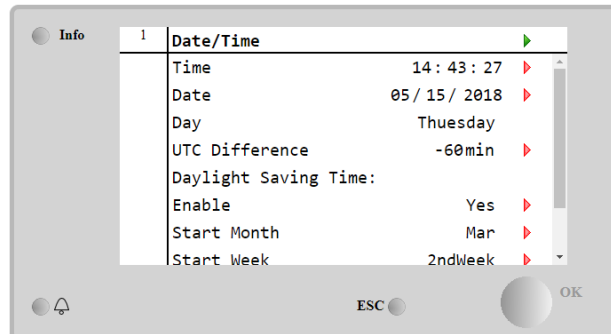 Info
1 Date/Time
Time 14:43:27
Date 05/15/2018
Day Thuesday
UTC Difference -60min
Daylight Saving Time:
Enable Yes
Start Month Mar
Start Week 2ndWeek
ESC
OK